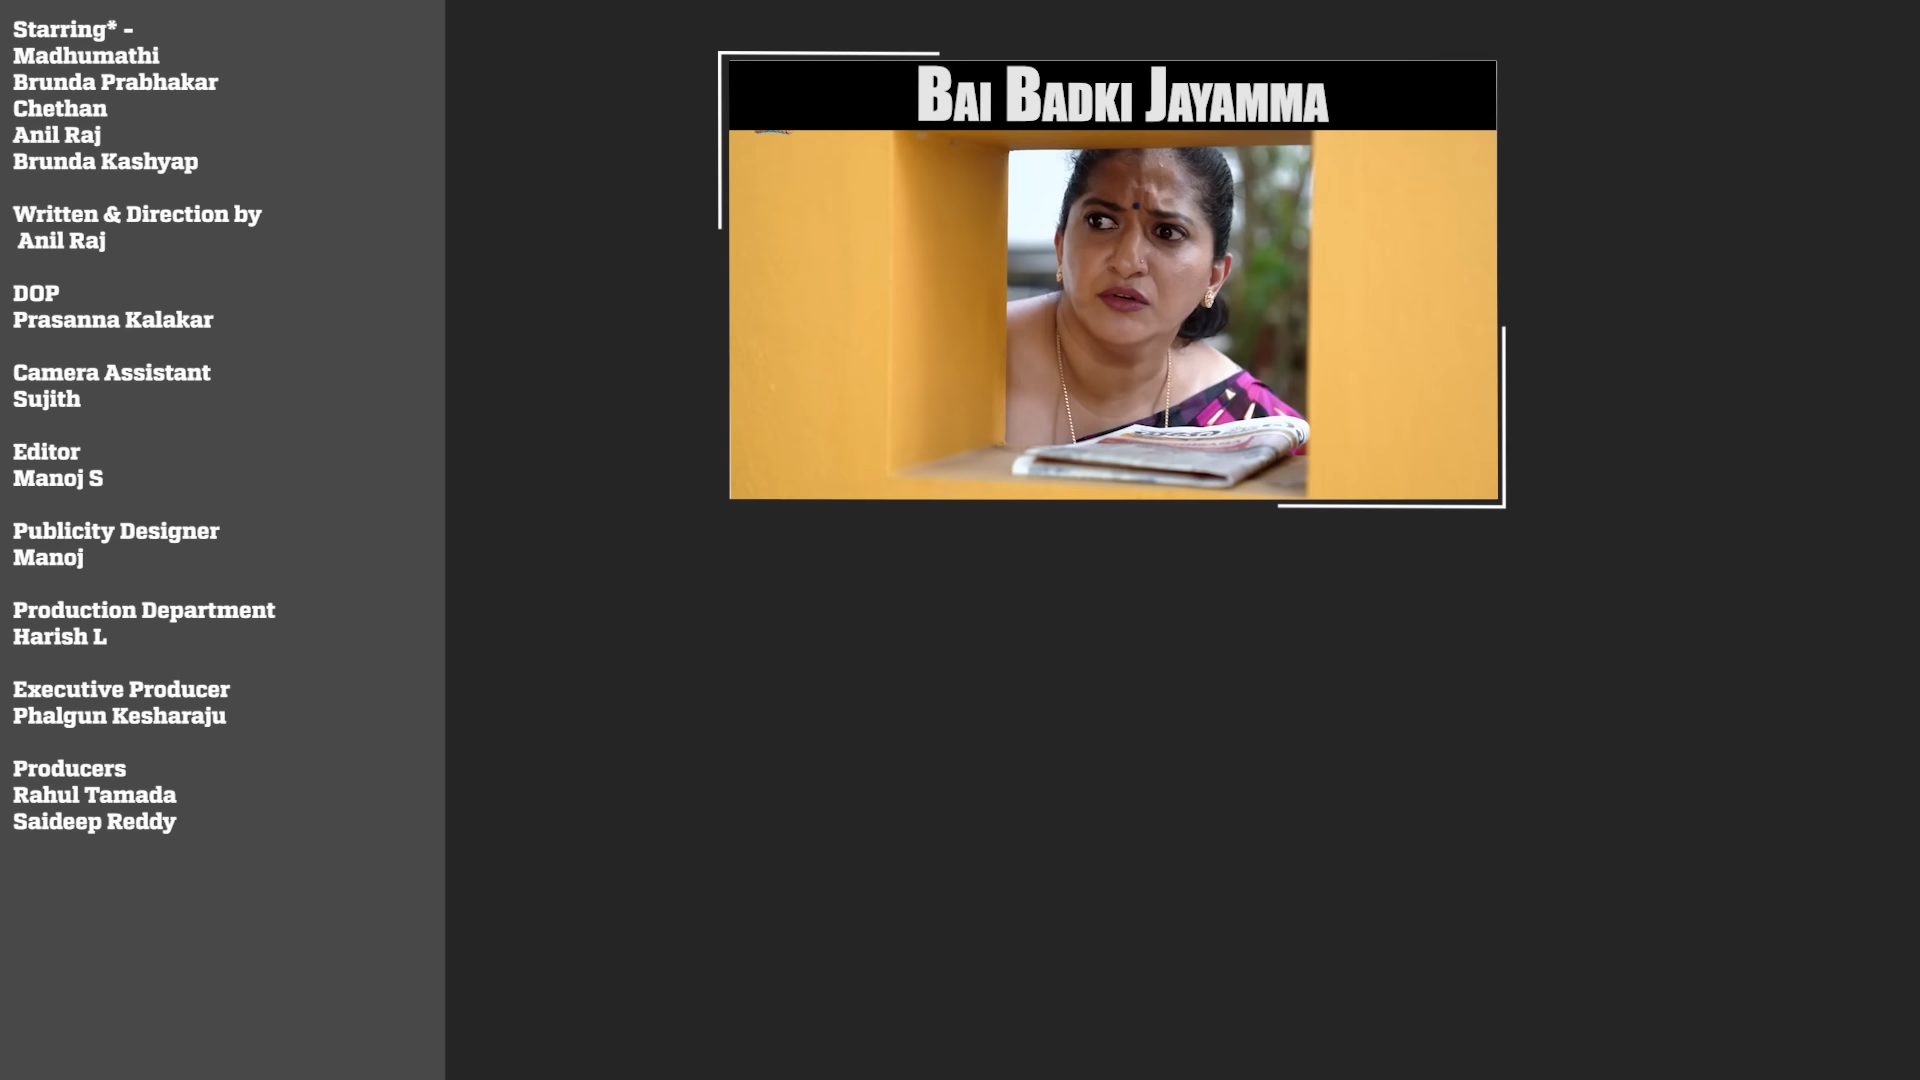 Starring* -
Madhumathi
Brunda Prabhakar
Chethan
Anil Raj
Brunda Kashyap
Written & Direction by
Anil Raj
DOP
Prasanna Kalakar
Camera Assistant
Sujith
Editor
Manoj S
Publicity Designer
Manoj
Production Department
Harish L
Executive Producer
Phalgun Kesharaju
Producers
Rahul Tamada
Saideep Reddy
BAI BADKI JAYAMMA